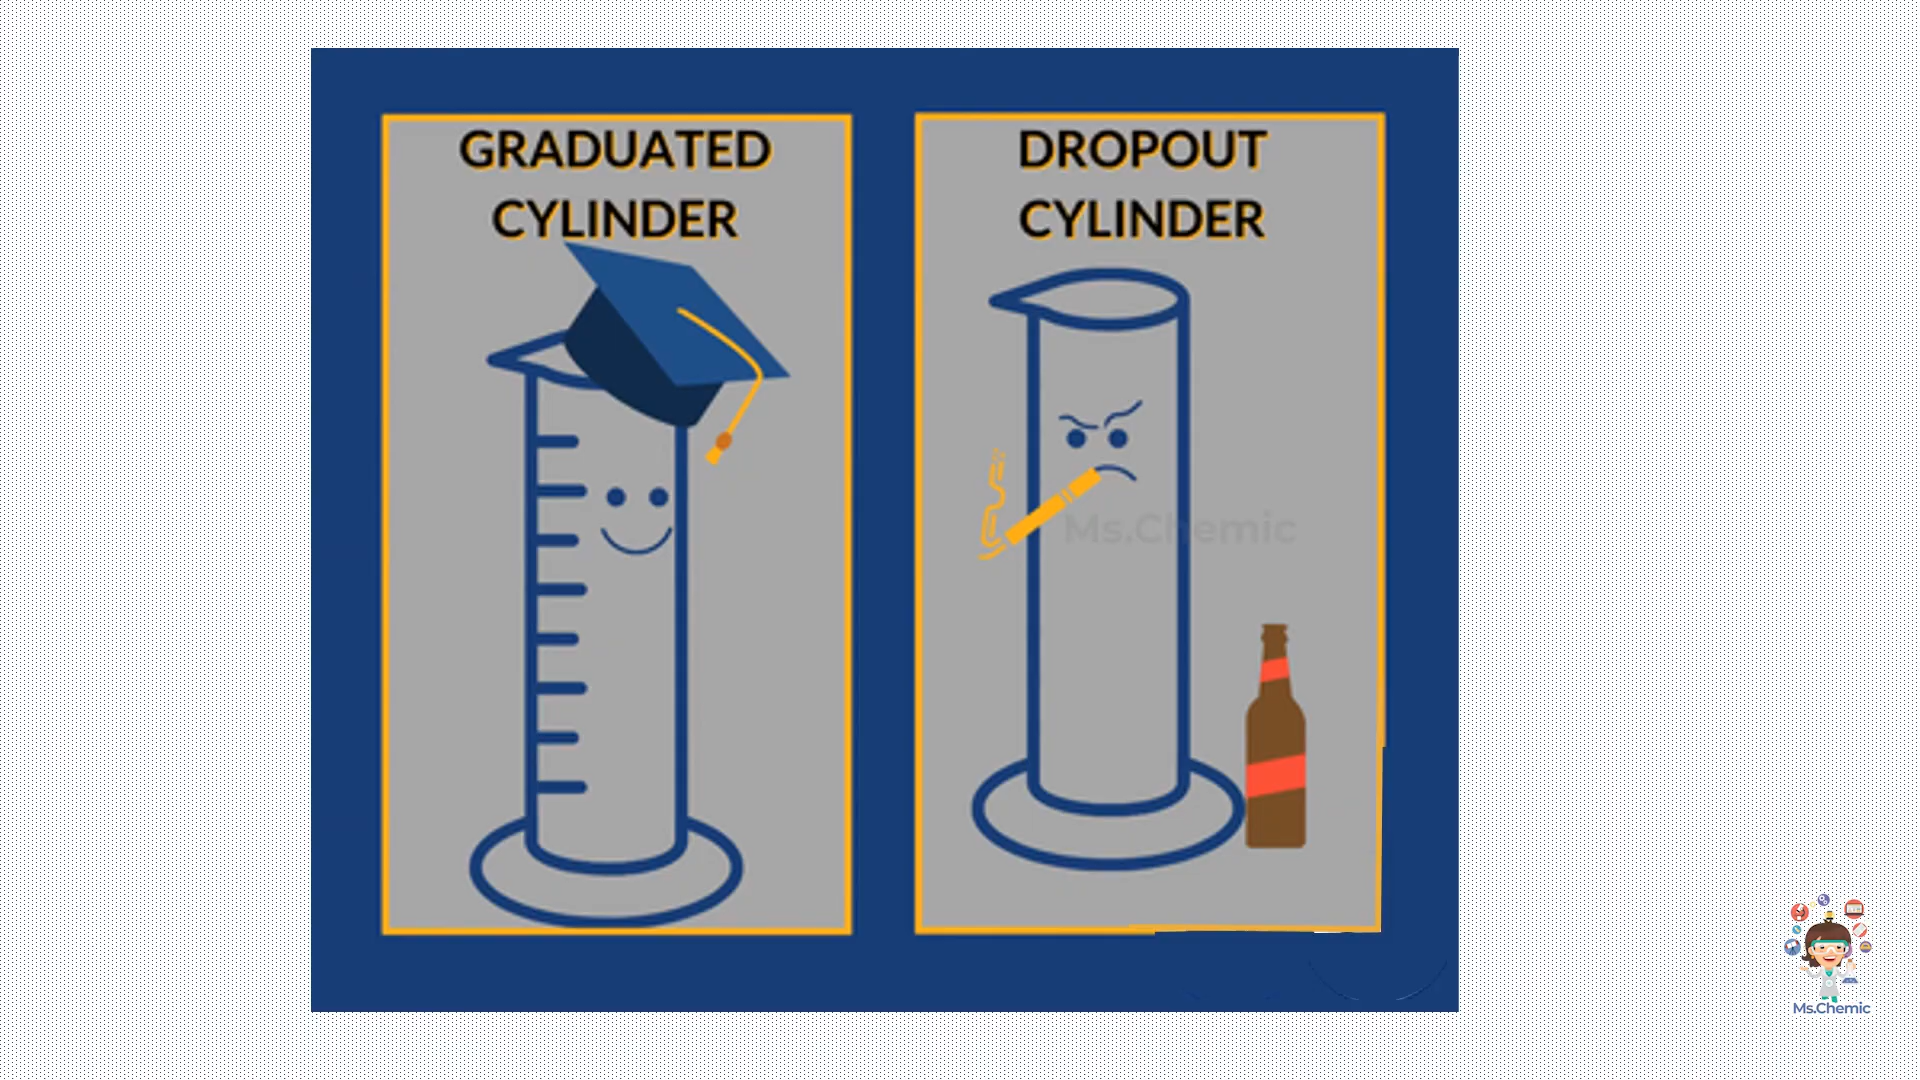 GRADUATED
CYLINDER
DROPOUT
CYLINDER
Ms.Chemic
Ms.Chemic